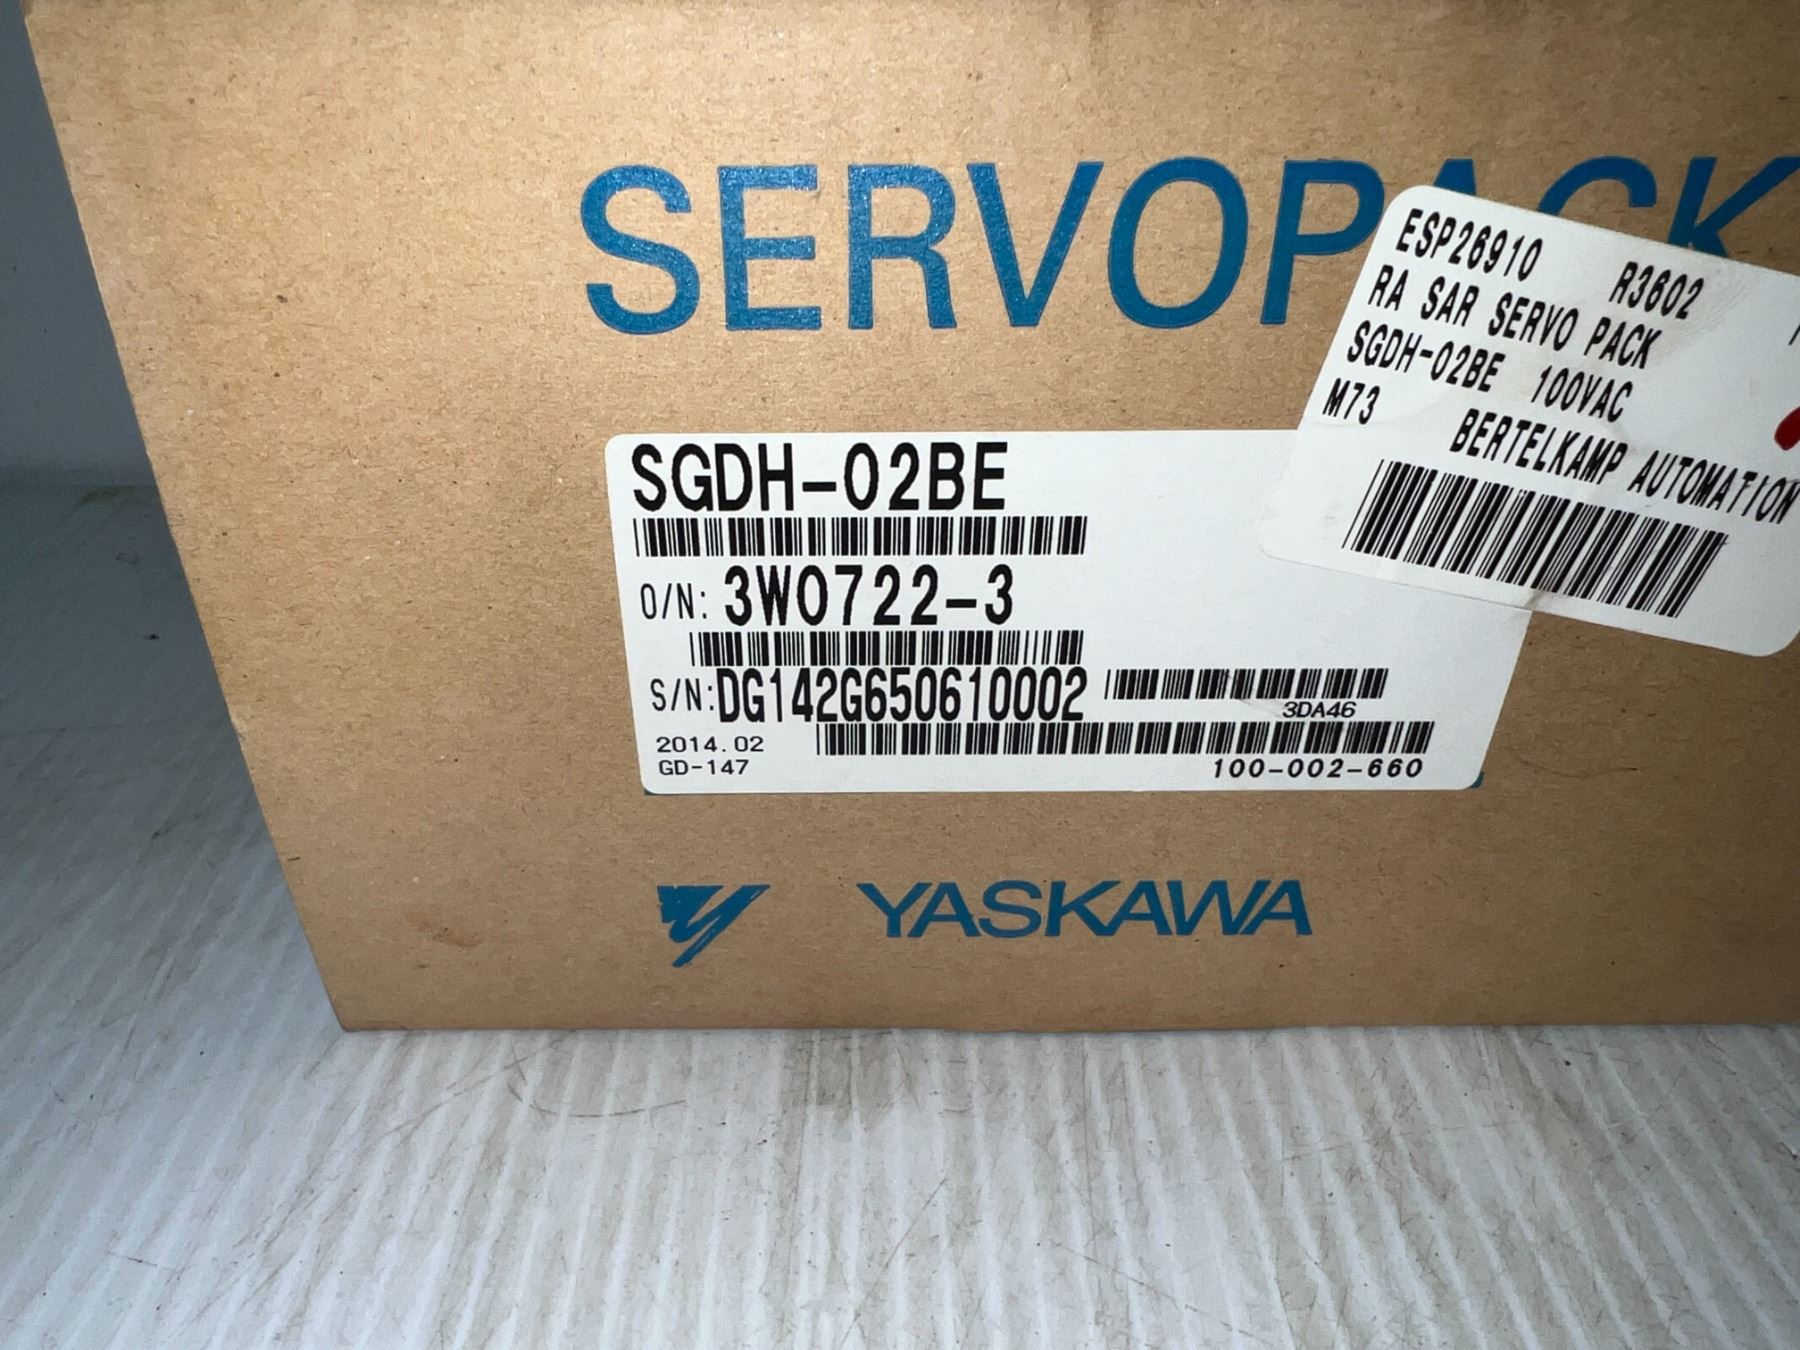 SERVOPACK
ESP26910 R3602
RA SAR SERVO PACK
SGDH-02BE 100VAC
M73 BERTELKAMP AUTOMATION
SGDH-02BE
O/N: 3W0722-3
S/N: DG142G650610002
3DA46
2014.02
GD-147
100-002-660
YASKAWA